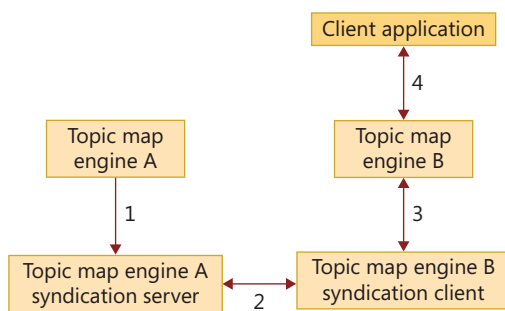 Client application
4
Topic map
engine A
Topic map
engine B
1
3
Topic map engine A
syndication server
2
Topic map engine B
syndication client